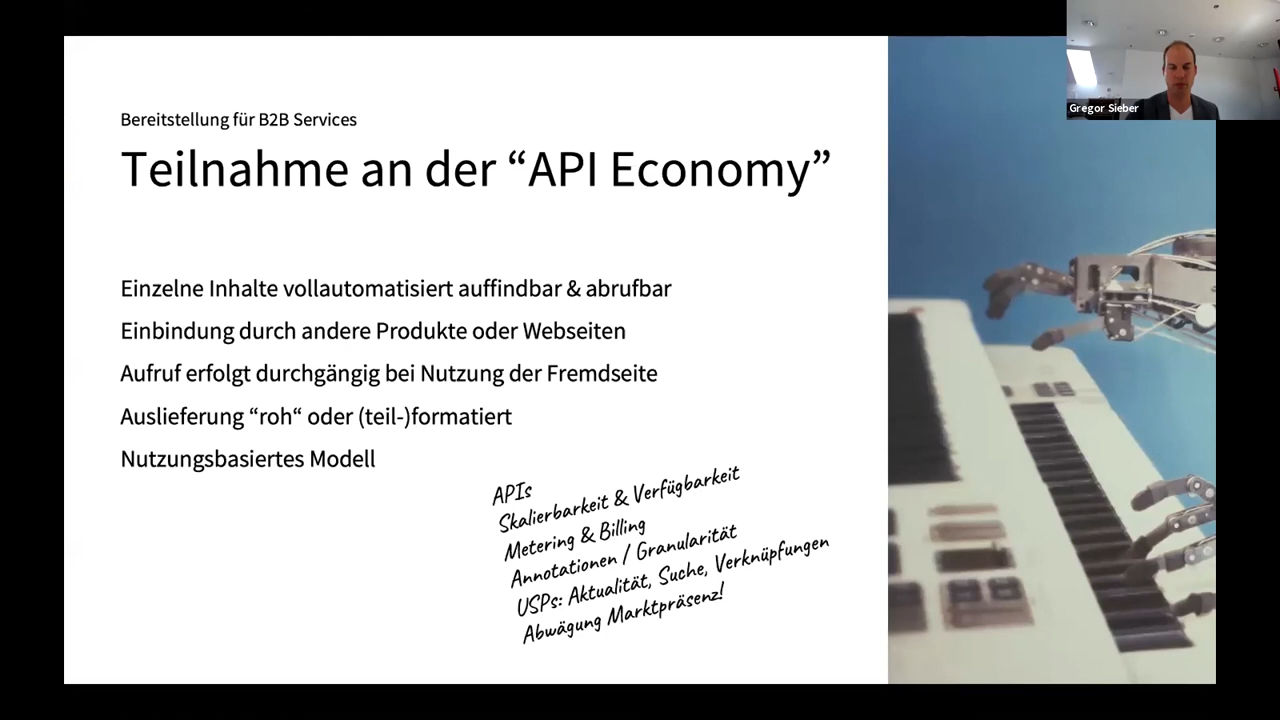 Bereitstellung für B2B Services
Teilnahme an der “API Economy”
Einzelne Inhalte vollautomatisiert auffindbar & abrufbar
Einbindung durch andere Produkte oder Webseiten
Aufruf erfolgt durchgängig bei Nutzung der Fremdseite
Auslieferung “roh“ oder (teil-)formatiert
Nutzungsbasiertes Modell
APIs
Skalierbarkeit & Verfügbarkeit
Metering & Billing
Annotationen / Granularität
USPs: Aktualität, Suche, Verknüpfungen
Abwägung Marktpräsenz!
Gregor Sieber